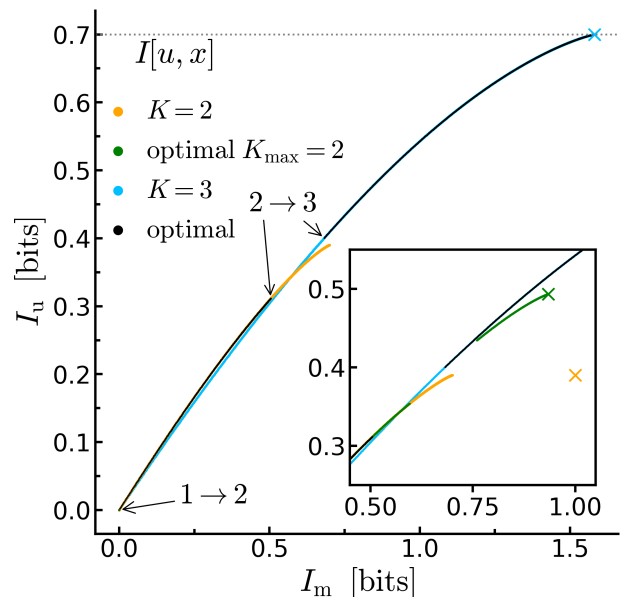 I[u, x]
K = 2
optimal K_max = 2
K = 3
optimal
2 → 3
1 → 2
I_u [bits]
0.7
0.6
0.5
0.4
0.3
0.2
0.1
0.0
0.0
0.5
1.0
1.5
I_m [bits]
0.5
0.4
0.3
0.50
0.75
1.00